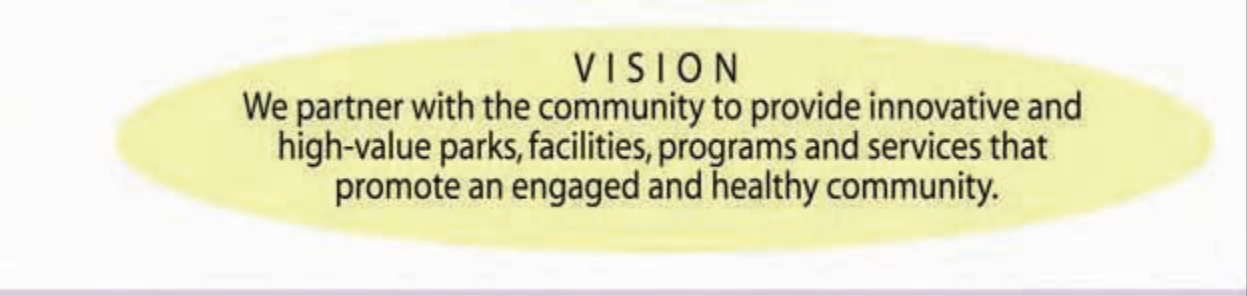 VISION
We partner with the community to provide innovative and
high-value parks, facilities, programs and services that
promote an engaged and healthy community.